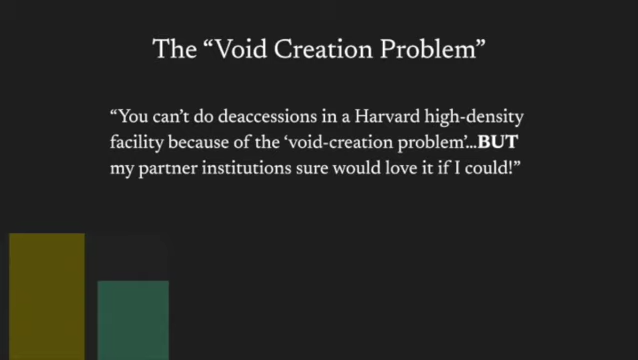 The “Void Creation Problem”
“You can’t do deaccessions in a Harvard high-density
facility because of the ‘void-creation problem’…BUT
my partner institutions sure would love it if I could!”